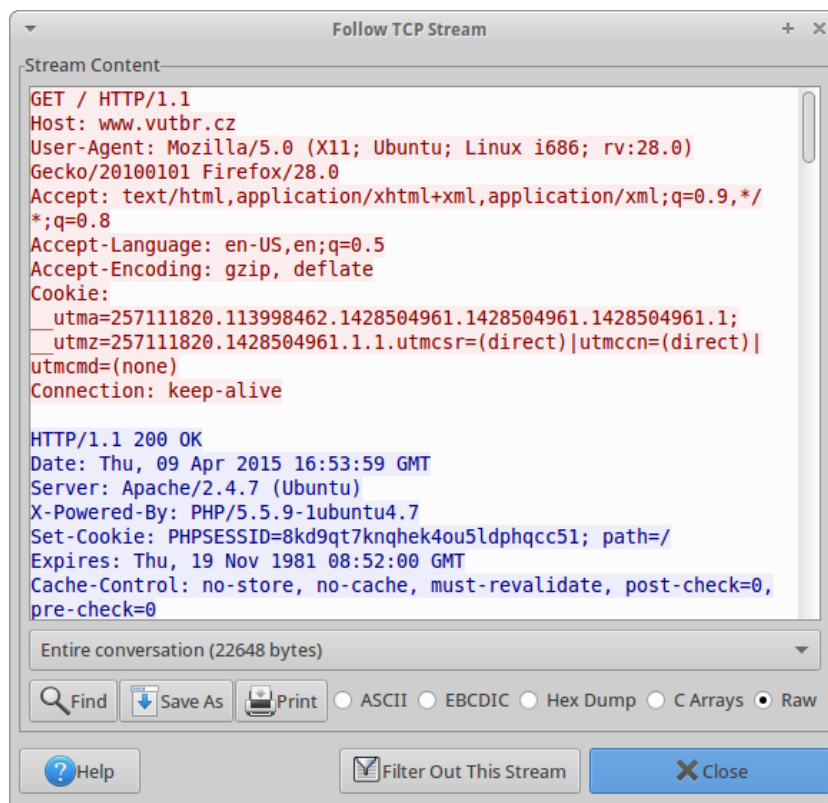 Follow TCP Stream
Stream Content
GET / HTTP/1.1
Host: www.vutbr.cz
User-Agent: Mozilla/5.0 (X11; Ubuntu; Linux i686; rv:28.0)
Gecko/20100101 Firefox/28.0
Accept: text/html,application/xhtml+xml,application/xml;q=0.9,*/
*;q=0.8
Accept-Language: en-US,en;q=0.5
Accept-Encoding: gzip, deflate
Cookie:
__utma=257111820.113998462.1428504961.1428504961.1428504961.1;
__utmz=257111820.1428504961.1.1.utmcsr=(direct)|utmccn=(direct)|
utmcmd=(none)
Connection: keep-alive
HTTP/1.1 200 OK
Date: Thu, 09 Apr 2015 16:53:59 GMT
Server: Apache/2.4.7 (Ubuntu)
X-Powered-By: PHP/5.5.9-1ubuntu4.7
Set-Cookie: PHPSESSID=8kd9qt7knqhek4ou5ldphqcc51; path=/
Expires: Thu, 19 Nov 1981 08:52:00 GMT
Cache-Control: no-store, no-cache, must-revalidate, post-check=0,
pre-check=0
Entire conversation (22648 bytes)
Find Save As Print ASCII EBCDIC Hex Dump C Arrays Raw
Help Filter Out This Stream Close